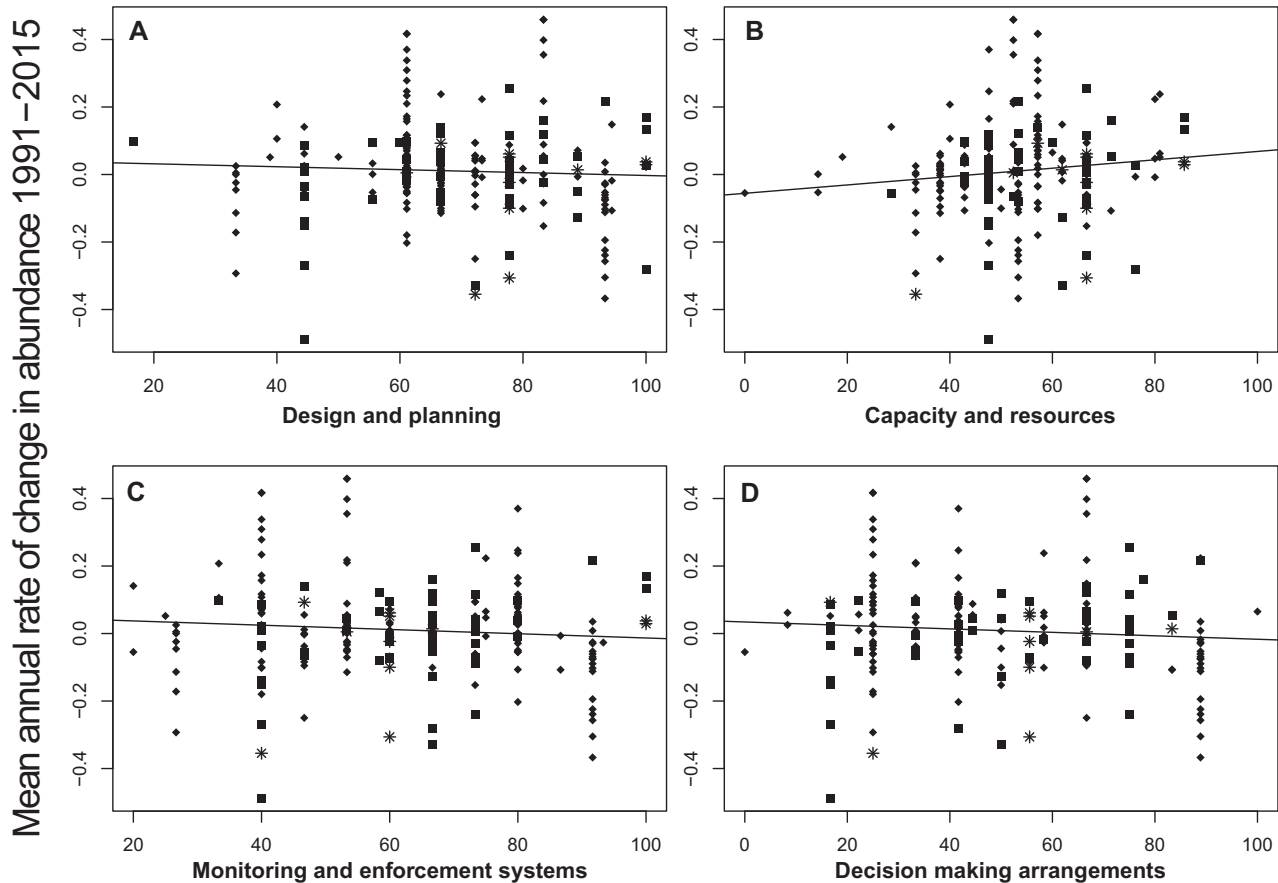 Mean annual rate of change in abundance 1991−2015
A
B
0.4
0.2
0.0
−0.2
−0.4
20 40 60 80 100
Design and planning
0 20 40 60 80 100
Capacity and resources
C
D
0.4
0.2
0.0
−0.2
−0.4
20 40 60 80 100
Monitoring and enforcement systems
0.4
0.2
0.0
−0.2
−0.4
0 20 40 60 80 100
Decision making arrangements
0.4
0.2
0.0
−0.2
−0.4